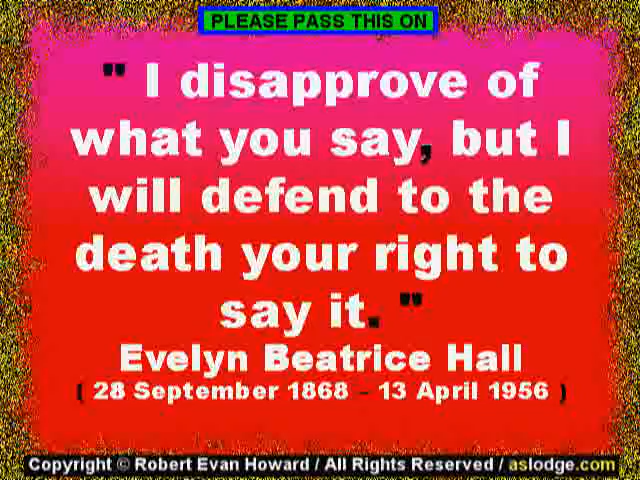 PLEASE PASS THIS ON
" I disapprove of
what you say, but I
will defend to the
death your right to
say it. "
Evelyn Beatrice Hall
( 28 September 1868 – 13 April 1956 )
Copyright © Robert Evan Howard / All Rights Reserved / aslodge.com